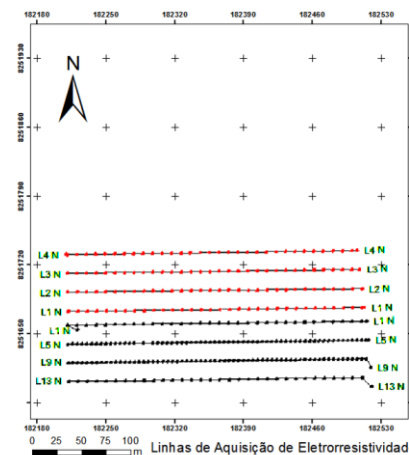 182180 182250 182320 182390 182460 182530
N
8251930
8251860
8251790
8251720
8251650
L4 N L4 N
L3 N L3 N
L2 N L2 N
L1 N L1 N
L1 N L1 N
L5 N L5 N
L9 N L9 N
L13 N L13 N
182180 182250 182320 182390 182460 182530
0 25 50 75 100
m
Linhas de Aquisição de Eletrorresistividad